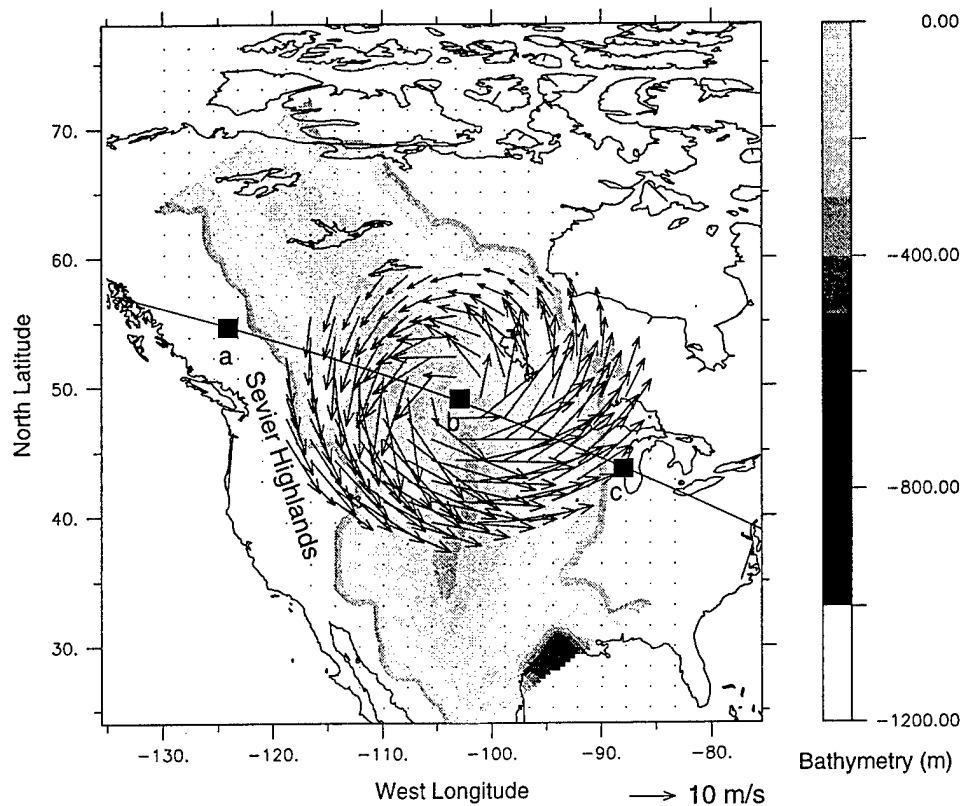 0.00
70.
60.
-400.00
North Latitude
50.
a
Sevier Highlands
b
c
-800.00
40.
30.
-1200.00
-130.
-120.
-110.
-100.
-90.
-80.
Bathymetry (m)
West Longitude
10 m/s